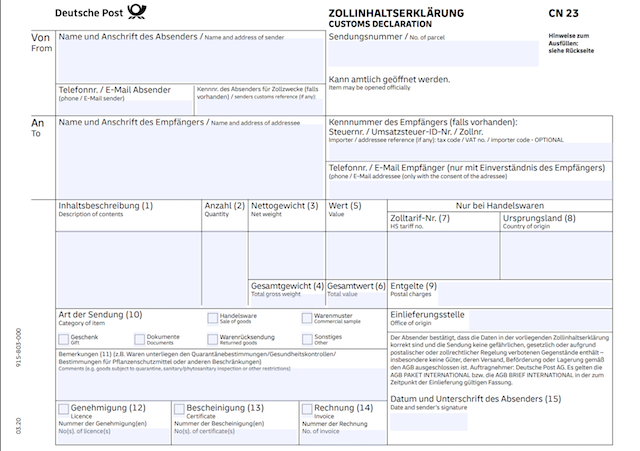 Deutsche Post
ZOLLINHALTSERKLÄRUNG
CUSTOMS DECLARATION
CN 23
Von
From
Name und Anschrift des Absenders / Name and address of sender
Sendungsnummer / No. of parcel
Hinweise zum
Ausfüllen:
siehe Rückseite
Kann amtlich geöffnet werden.
Item may be opened officially
Telefonnr. / E-Mail Absender
(phone / E-Mail sender)
Kennnr. des Absenders für Zollzwecke (falls
vorhanden) / senders customs reference (if any):
An
To
Name und Anschrift des Empfängers / Name and address of addressee
Kennnummer des Empfängers (falls vorhanden):
Steuernr. / Umsatzsteuer-ID-Nr. / Zollnr.
Importer / addressee reference (if any): tax code / VAT no. / importer code - OPTIONAL
Telefonnr. / E-Mail Empfänger (nur mit Einverständnis des Empfängers)
(phone / E-Mail addressee (only with the consent of the adressee)
Inhaltsbeschreibung (1)
Description of contents
Anzahl (2)
Quantity
Nettogewicht (3)
Net weight
Wert (5)
Value
Nur bei Handelswaren
Zolltarif-Nr. (7)
HS tariff no.
Ursprungsland (8)
Country of origin
Gesamtgewicht (4)
Total gross weight
Gesamtwert (6)
Total value
Entgelte (9)
Postal charges
Art der Sendung (10)
Category of item
Handelsware
Sale of goods
Warenmuster
Commercial sample
Geschenk
Gift
Dokumente
Documents
Warenrücksendung
Returned goods
Sonstiges
Other
Einlieferungsstelle
Office of origin
Bemerkungen (11) (z.B. Waren unterliegen den Quarantänebestimmungen/Gesundheitskontrollen/
Bestimmungen für Pflanzenschutzmittel oder anderen Beschränkungen)
Comments (e.g. goods subject to quarantine, sanitary/phytosanitary inspection or other restrictions)
Der Absender bestätigt, dass die Daten in der vorliegenden Zollinhaltserklärung
korrekt sind und die Sendung keine gefährlichen, gesetzlich oder aufgrund
postalischer oder zollrechtlicher Regelung verbotenen Gegenstände enthält –
insbesondere keine Güter, deren Versand, Beförderung oder Lagerung gemäß
den AGB ausgeschlossen ist. Auftragnehmer: Deutsche Post AG. Es gelten die
AGB PAKET INTERNATIONAL bzw. die AGB BRIEF INTERNATIONAL in der zum
Zeitpunkt der Einlieferung gültigen Fassung.
Genehmigung (12)
Licence
Nummer der Genehmigung(en)
No(s). of licence(s)
Bescheinigung (13)
Certificate
Nummer der Bescheinigung(en)
No(s). of certificate(s)
Rechnung (14)
Invoice
Nummer der Rechnung
No. of invoice
Datum und Unterschrift des Absenders (15)
Date and sender's signature
915-803-000
03.20